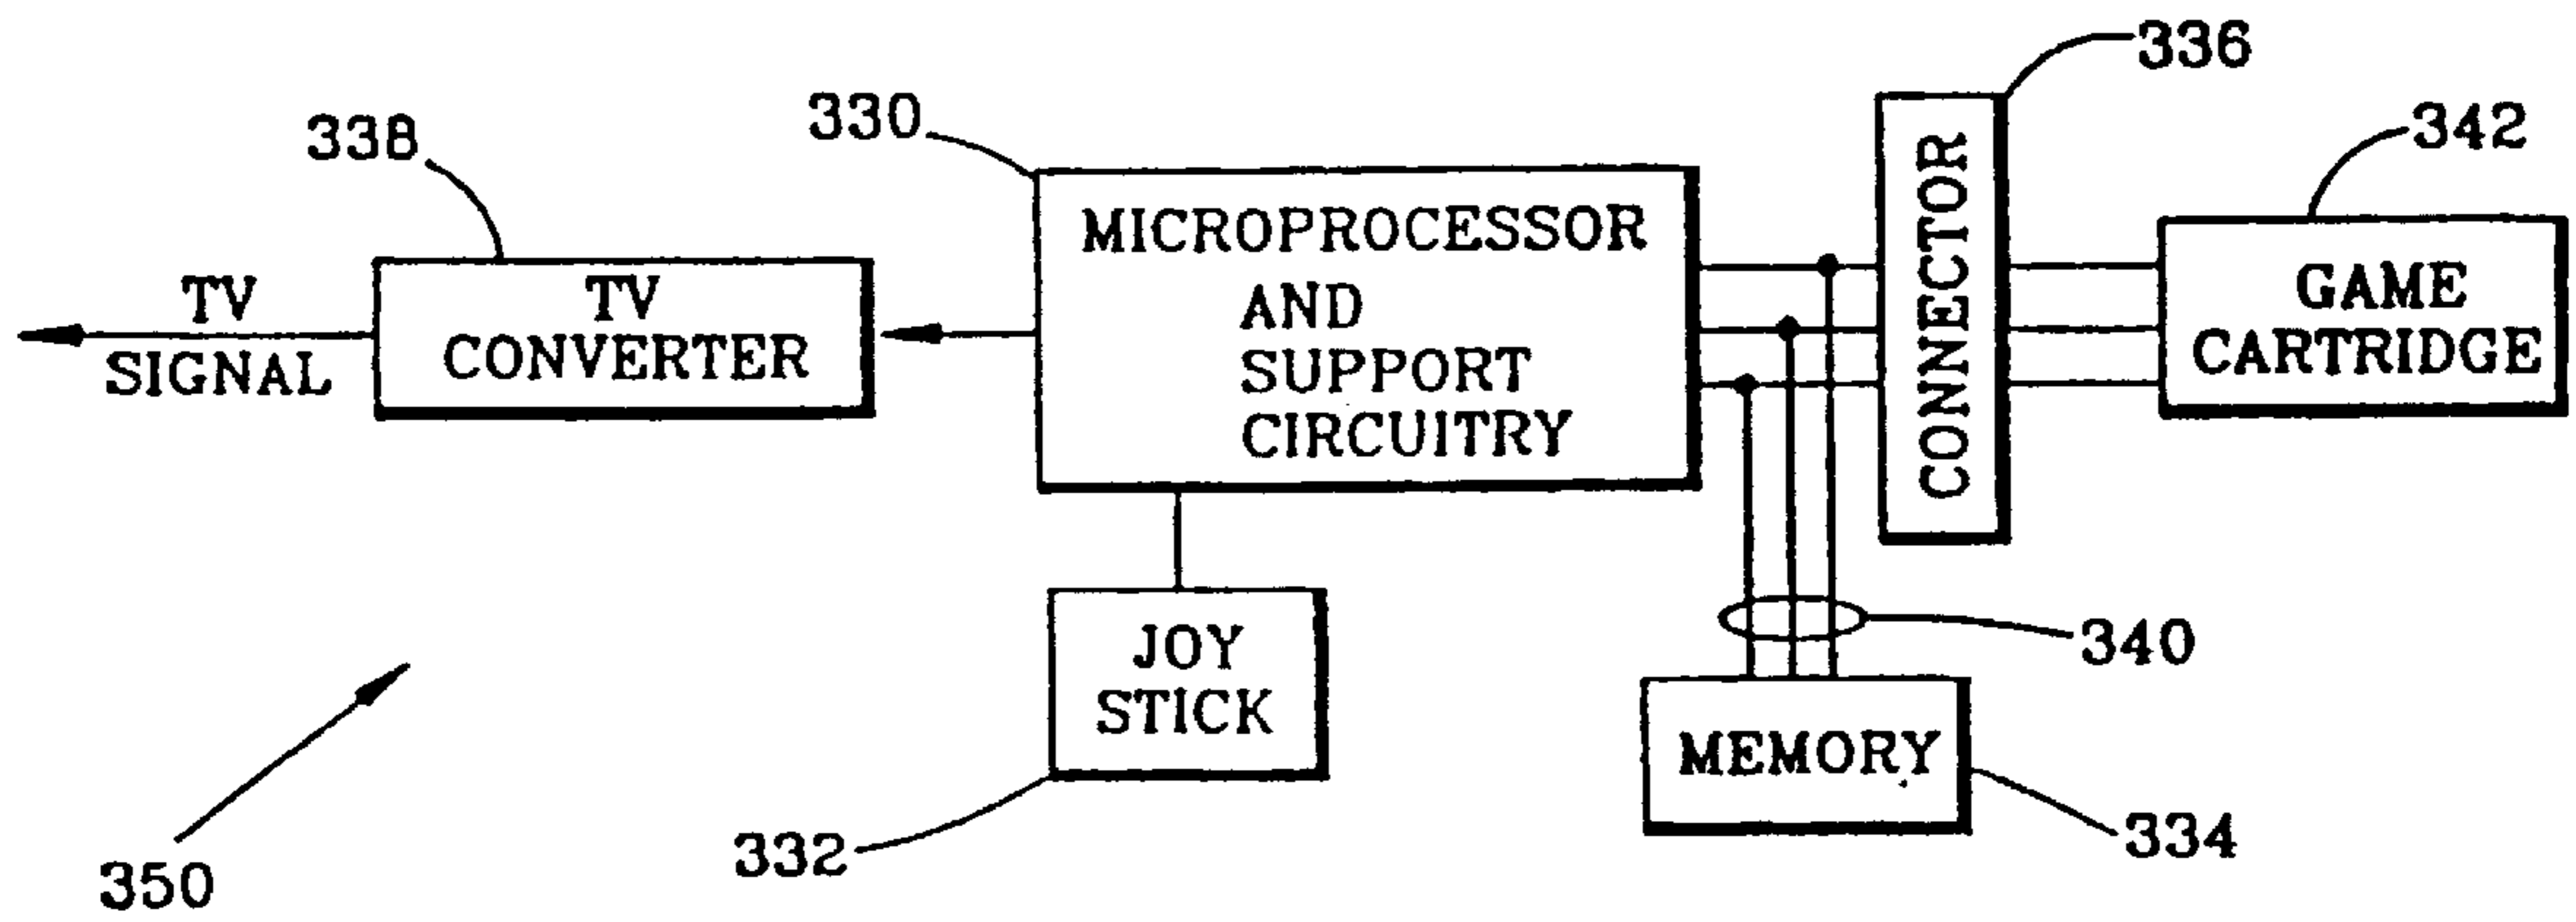 336
330
338
342
MICROPROCESSOR
AND
SUPPORT
CIRCUITRY
CONNECTOR
GAME
CARTRIDGE
TV
CONVERTER
TV
SIGNAL
JOY
STICK
340
MEMORY
332
334
350